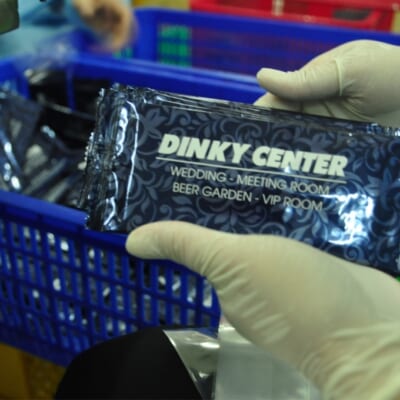 DINKY CENTER
WEDDING - MEETING ROOM
BEER GARDEN - VIP ROOM